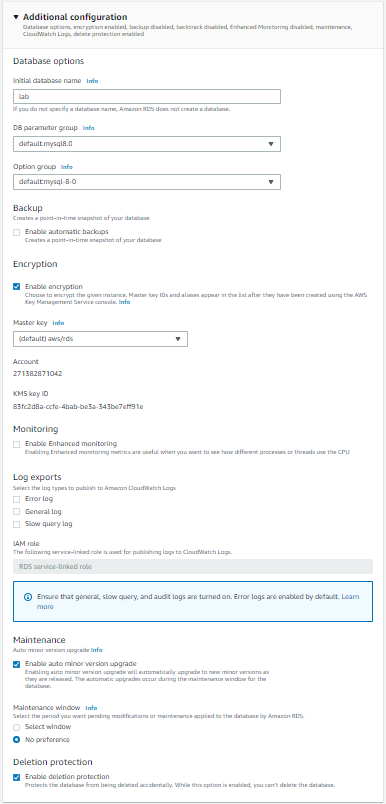 Additional configuration
Database options, encryption enabled, backup disabled, backtrack disabled, Enhanced Monitoring disabled, maintenance,
CloudWatch Logs, delete protection enabled
Database options
Initial database name Info
lab
If you do not specify a database name, Amazon RDS does not create a database.
DB parameter group Info
default:mysql8.0
Option group Info
default:mysql-8-0
Backup
Creates a point-in-time snapshot of your database
Enable automatic backups
Creates a point-in-time snapshot of your database
Encryption
Enable encryption
Choose to encrypt the given instance. Master key IDs and aliases appear in the list after they have been created using the AWS
Key Management Service console. Info
Master key Info
(default) aws/rds
Account
271382871042
KMS key ID
83fc2d8a-ccfe-4bab-be3a-343be7eff91e
Monitoring
Enable Enhanced monitoring
Enabling Enhanced monitoring metrics are useful when you want to see how different processes or threads use the CPU
Log exports
Select the log types to publish to Amazon CloudWatch Logs
Error log
General log
Slow query log
IAM role
The following service-linked role is used for publishing logs to CloudWatch Logs.
RDS service-linked role
Ensure that general, slow query, and audit logs are turned on. Error logs are enabled by default. Learn
more
Maintenance
Auto minor version upgrade Info
Enable auto minor version upgrade
Enabling auto minor version upgrade will automatically upgrade to new minor versions as
they are released. The automatic upgrades occur during the maintenance window for the
database.
Maintenance window Info
Select the period you want pending modifications or maintenance applied to the database by Amazon RDS.
Select window
No preference
Deletion protection
Enable deletion protection
Protects the database from being deleted accidentally. While this option is enabled, you can't delete the database.